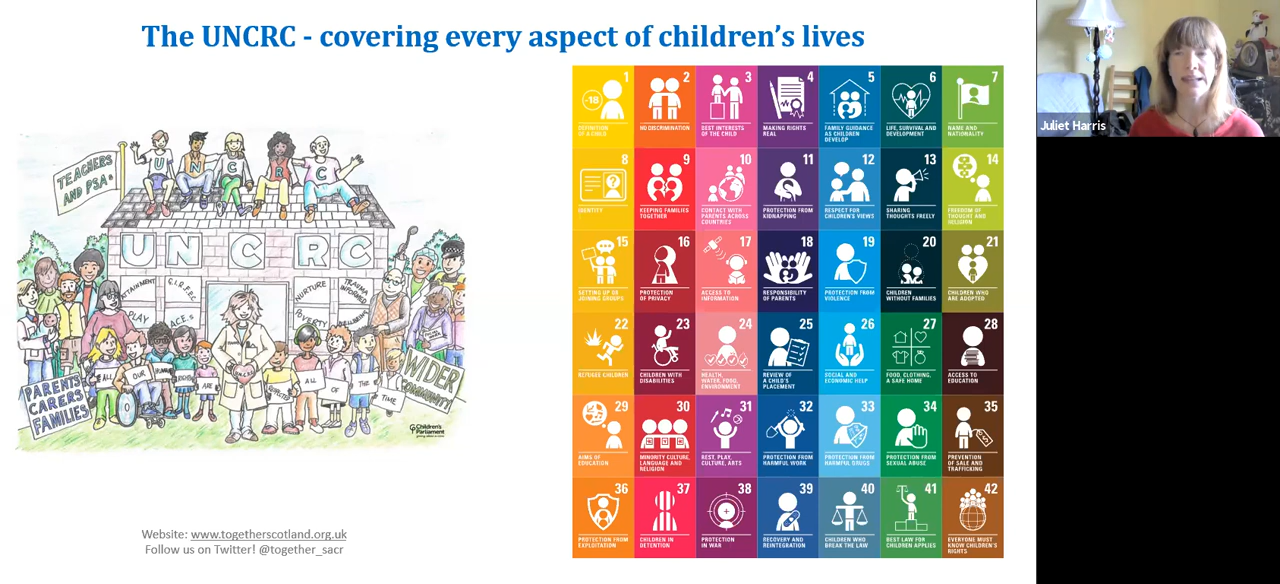 The UNCRC - covering every aspect of children's lives
Juliet Harris
TEACHERS
AND PSAs
U
N
C
R
C
UNCRC
ATTAINMENT
G.I.R.F.E.C
PLAY
ACEs
NURTURE
TRAUMA
POVERTY
ALL
OUR
HUMAN
RIGHTS
ARE
ALL
THE
TIME
PARENTS
CARERS
FAMILIES
WIDER
COMMUNITY!
Children's
Parliament
1
DEFINITION
OF A CHILD
-18
2
NO DISCRIMINATION
3
BEST INTERESTS
OF THE CHILD
4
MAKING RIGHTS
REAL
5
FAMILY GUIDANCE
AS CHILDREN
DEVELOP
6
LIFE, SURVIVAL AND
DEVELOPMENT
7
NAME AND
NATIONALITY
8
IDENTITY
9
KEEPING FAMILIES
TOGETHER
10
CONTACT WITH
PARENTS ACROSS
COUNTRIES
11
PROTECTION FROM
KIDNAPPING
12
RESPECT FOR
CHILDREN'S VIEWS
13
SHARING
THOUGHTS FREELY
14
FREEDOM OF
THOUGHT AND
RELIGION
15
SETTING UP OR
JOINING GROUPS
16
PROTECTION
OF PRIVACY
17
ACCESS TO
INFORMATION
18
RESPONSIBILITY
OF PARENTS
19
PROTECTION FROM
VIOLENCE
20
CHILDREN
WITHOUT FAMILIES
21
CHILDREN WHO
ARE ADOPTED
22
REFUGEE CHILDREN
23
CHILDREN WITH
DISABILITIES
24
HEALTH,
WATER, FOOD,
ENVIRONMENT
25
REVIEW OF
A CHILD'S
PLACEMENT
26
SOCIAL AND
ECONOMIC HELP
27
FOOD, CLOTHING,
A SAFE HOME
28
ACCESS TO
EDUCATION
29
AIMS OF
EDUCATION
30
MINORITY CULTURE,
LANGUAGE AND
RELIGION
31
REST, PLAY,
CULTURE, ARTS
32
PROTECTION FROM
HARMFUL WORK
33
PROTECTION FROM
HARMFUL DRUGS
34
PROTECTION FROM
SEXUAL ABUSE
35
PREVENTION
OF SALE AND
TRAFFICKING
36
PROTECTION FROM
EXPLOITATION
37
CHILDREN IN
DETENTION
38
PROTECTION
IN WAR
39
RECOVERY AND
REINTEGRATION
40
CHILDREN WHO
BREAK THE LAW
41
BEST LAW FOR
CHILDREN APPLIES
42
EVERYONE MUST
KNOW CHILDREN'S
RIGHTS
Website: www.togetherscotland.org.uk
Follow us on Twitter! @together_sacr